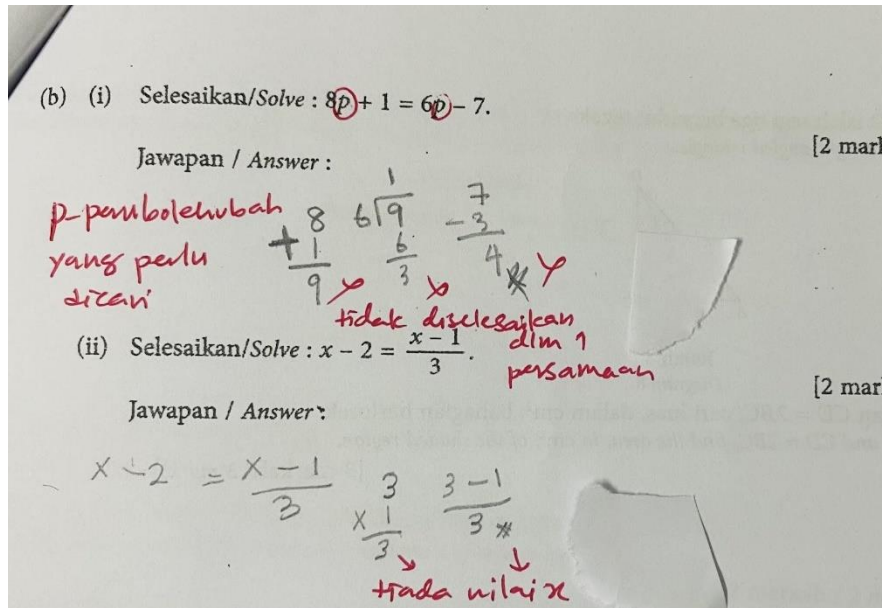 (b) (i) Selesaikan/Solve : 8p + 1 = 6p - 7.
[2 mar
Jawapan / Answer :
p-pembolehubah
yang perlu
dicari
8
+ 1
9
1
6)9
6
3
7
- 3
4
tidak diselesaikan
dlm 1
persamaan
(ii) Selesaikan/Solve : x - 2 = (x - 1)/3.
[2 mar
Jawapan / Answer :
x - 2 = (x - 1)/3
3
x 1
3
3 - 1
3
tiada nilai x